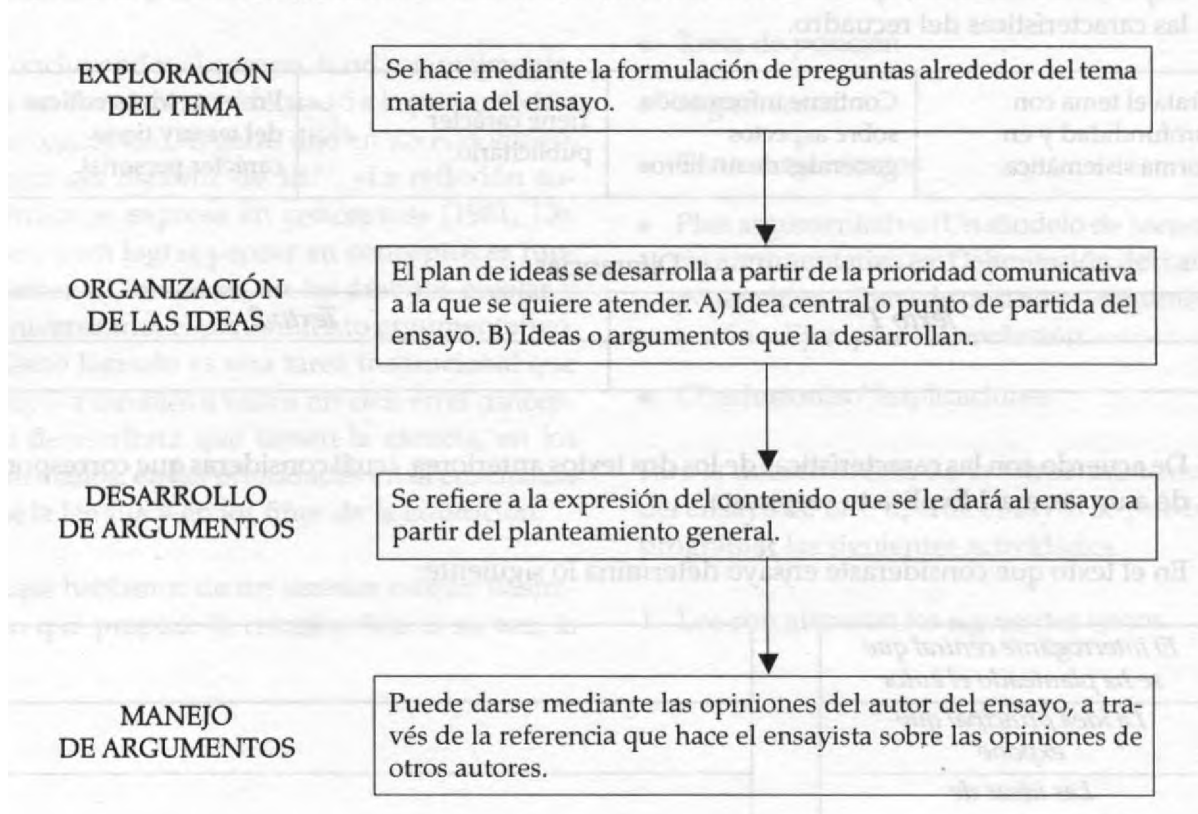 las características del recuadro.
EXPLORACIÓN
DEL TEMA
Se hace mediante la formulación de preguntas alrededor del tema
materia del ensayo.
ORGANIZACIÓN
DE LAS IDEAS
El plan de ideas se desarrolla a partir de la prioridad comunicativa
a la que se quiere atender. A) Idea central o punto de partida del
ensayo. B) Ideas o argumentos que la desarrollan.
DESARROLLO
DE ARGUMENTOS
Se refiere a la expresión del contenido que se le dará al ensayo a
partir del planteamiento general.
MANEJO
DE ARGUMENTOS
Puede darse mediante las opiniones del autor del ensayo, a tra-
vés de la referencia que hace el ensayista sobre las opiniones de
otros autores.